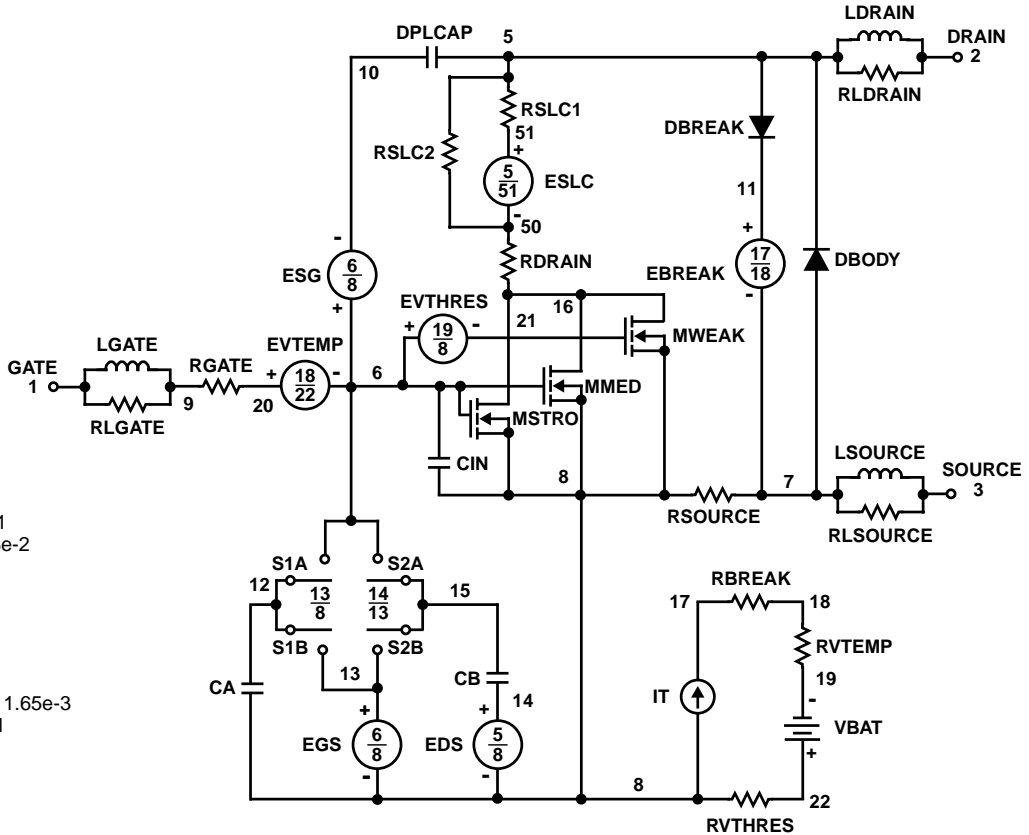 LDRAIN
DPLCAP 5 DRAIN
10 2
RLDRAIN
RSLC1
DBREAK
51
RSLC2 +
5
51
ESLC
11
-
50
+
-
RDRAIN
6
8
ESG
17
18
DBODY
EBREAK
+
EVTHRES 16
-
+ 19
8
- 21
LGATE MWEAK
EVTEMP
GATE RGATE
+ 18
22
- 6
1 MMED
9 20
MSTRO
RLGATE
LSOURCE
CIN SOURCE
8 7
3
RSOURCE
RLSOURCE
1
e-2
S1A S2A
12 RBREAK
13
8
14
13
15
17 18
S1B S2B
RVTEMP
13
CB 19
CA
1.65e-3
IT -
14
+ +
VBAT
EGS 6
8
EDS 5
8
+
- -
8
22
RVTHRES